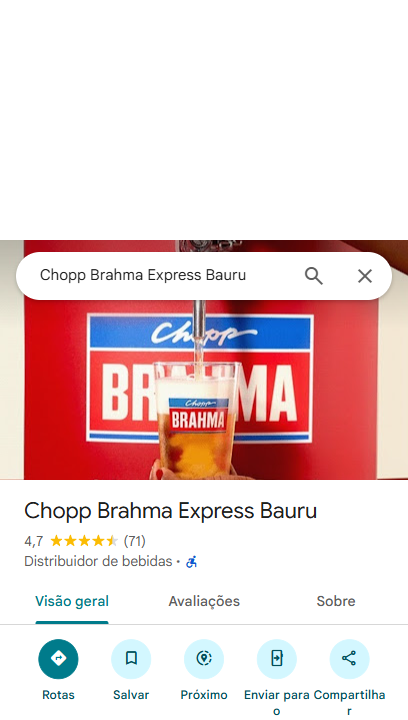 Chopp Brahma Express Bauru
Chopp
BRAHMA
Chopp
BRAHMA
Chopp Brahma Express Bauru
4,7 (71)
Distribuidor de bebidas ·
Visão geral Avaliações Sobre
Rotas Salvar Próximo Enviar para o Compartilhar